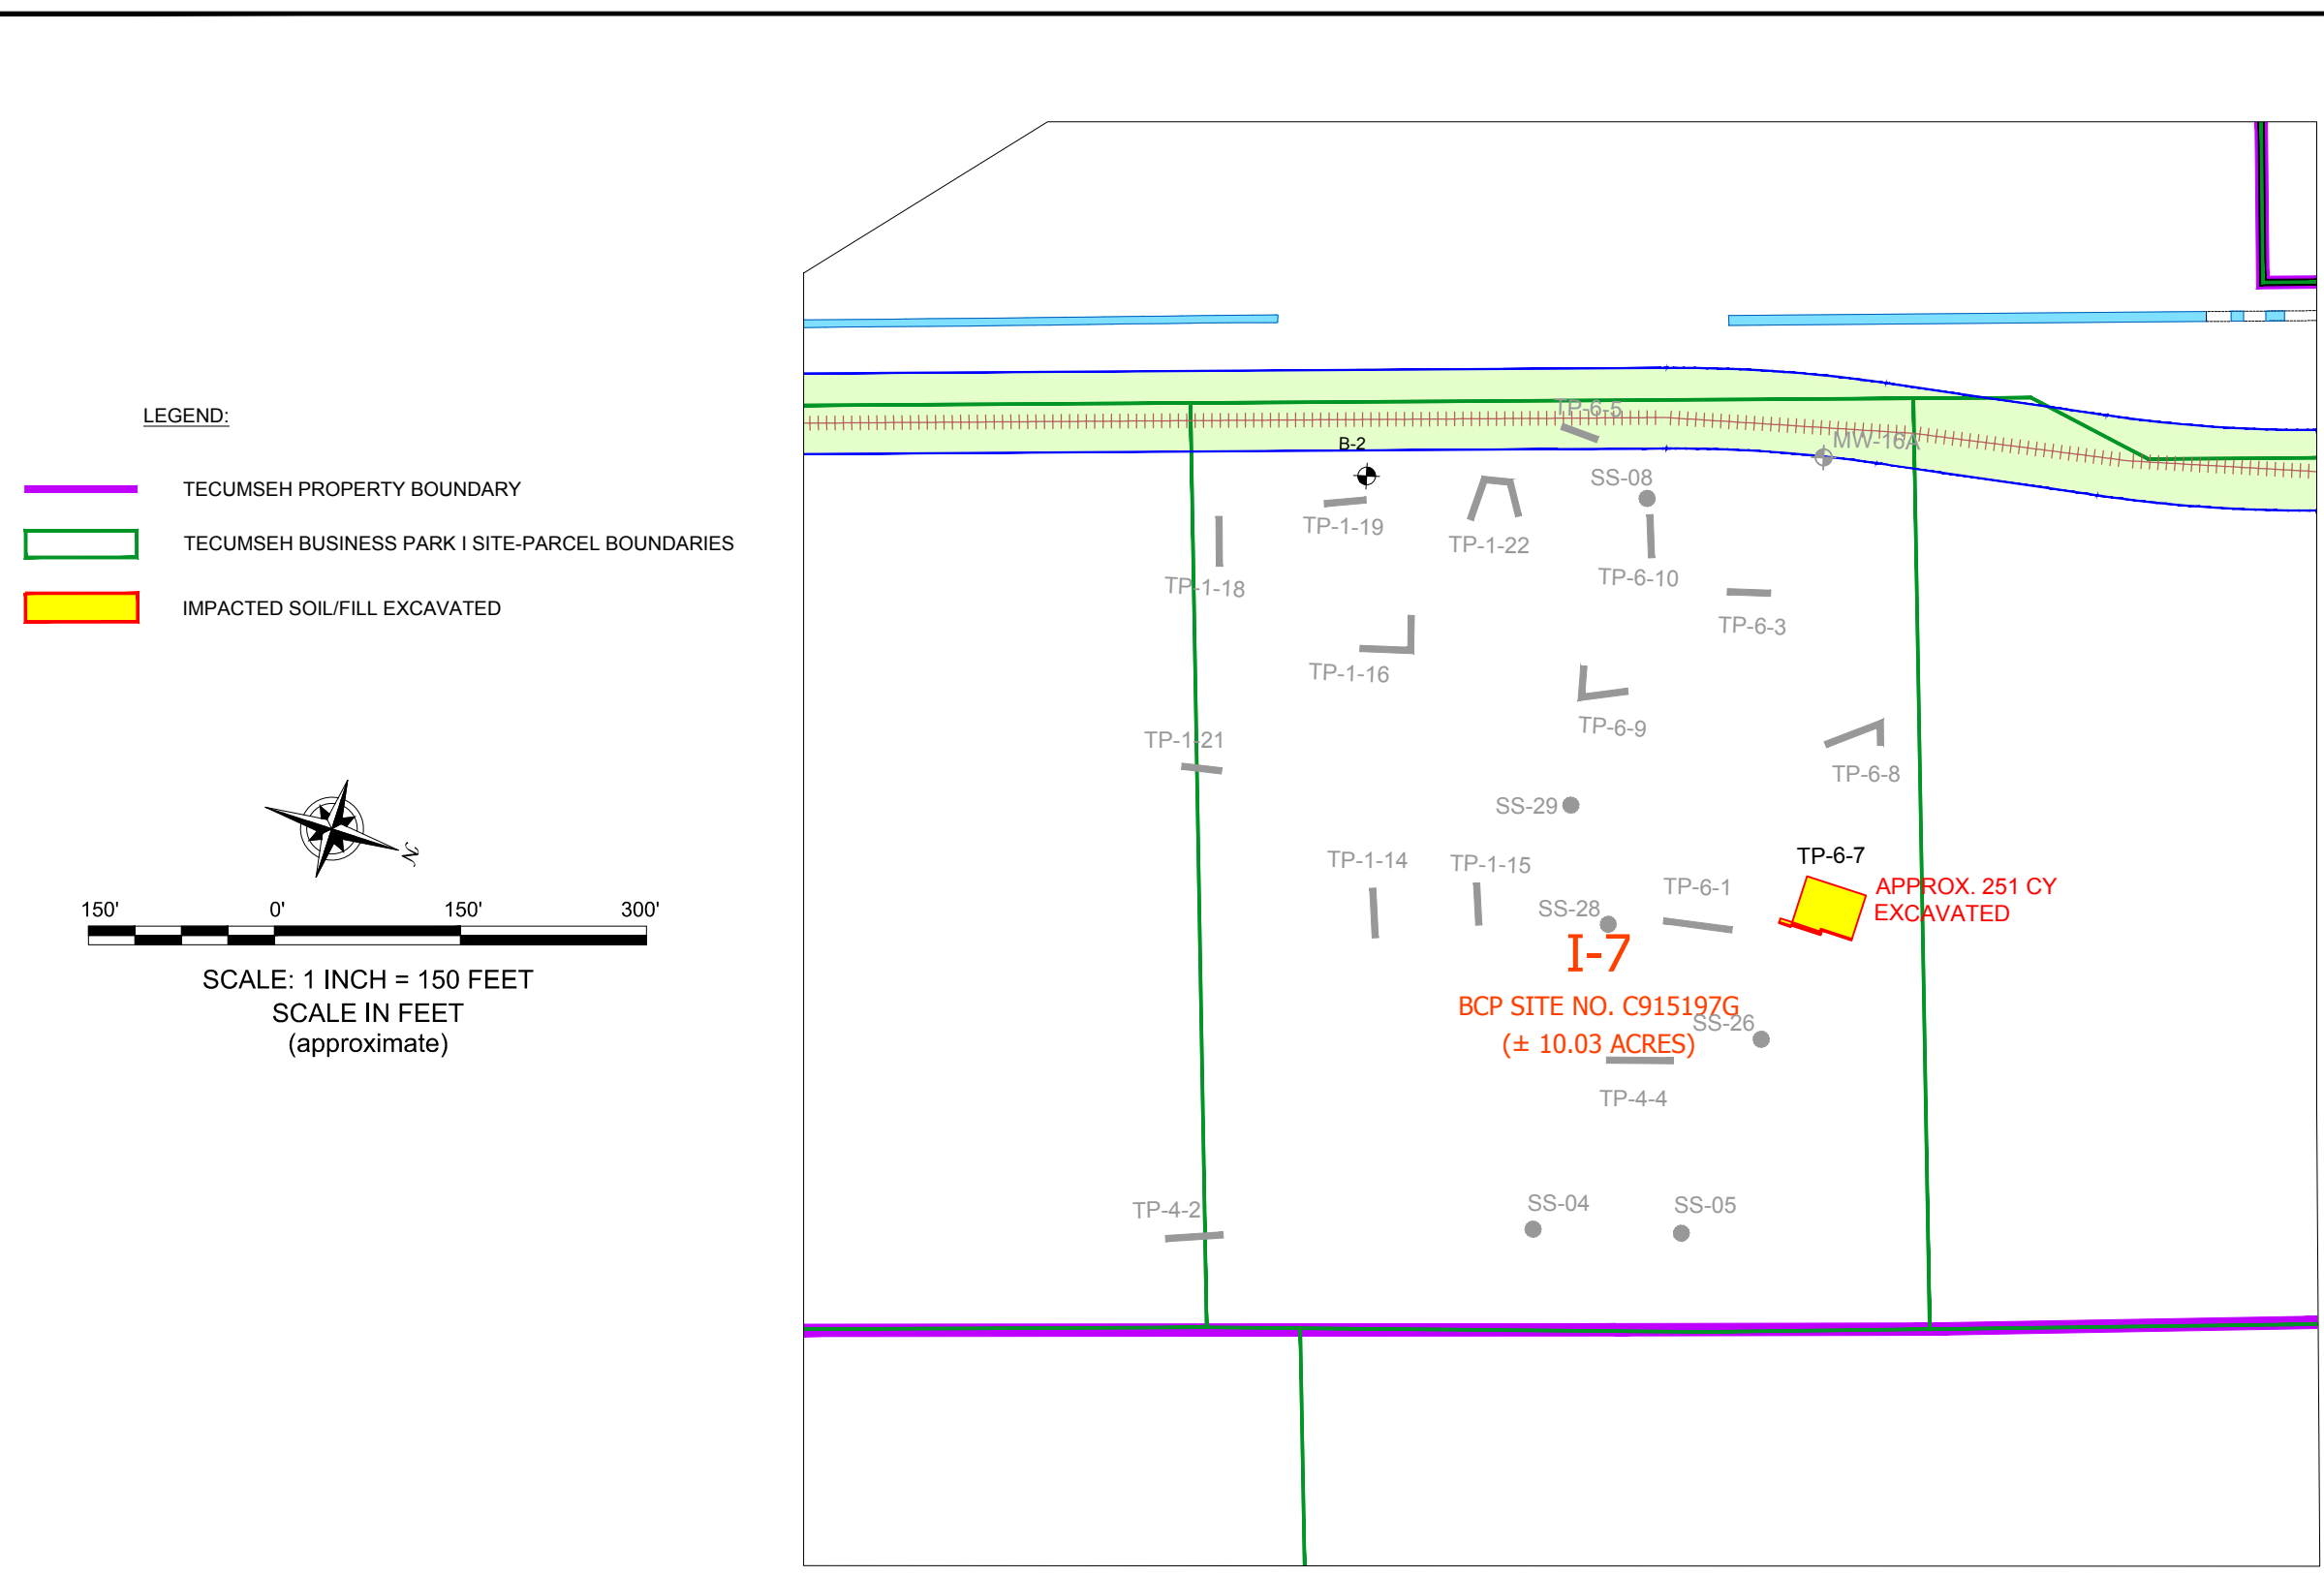 LEGEND:
TECUMSEH PROPERTY BOUNDARY
TECUMSEH BUSINESS PARK I SITE-PARCEL BOUNDARIES
IMPACTED SOIL/FILL EXCAVATED
N
150' 0' 150' 300'
SCALE: 1 INCH = 150 FEET
SCALE IN FEET
(approximate)
TP-6-5
B-2
MW-16A
SS-08
TP-1-19
TP-1-22
TP-6-10
TP-1-18
TP-6-3
TP-1-16
TP-6-9
TP-1-21
TP-6-8
SS-29
TP-1-14
TP-1-15
TP-6-7
TP-6-1
APPROX. 251 CY
EXCAVATED
SS-28
I-7
BCP SITE NO. C915197G
SS-26
(± 10.03 ACRES)
TP-4-4
TP-4-2
SS-04
SS-05